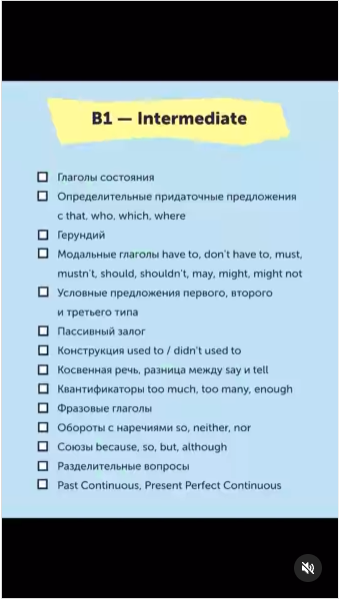 B1 — Intermediate
Глаголы состояния
Определительные придаточные предложения
с that, who, which, where
Герундий
Модальные глаголы have to, don't have to, must,
mustn't, should, shouldn't, may, might, might not
Условные предложения первого, второго
и третьего типа
Пассивный залог
Конструкция used to / didn't used to
Косвенная речь, разница между say и tell
Квантификаторы too much, too many, enough
Фразовые глаголы
Обороты с наречиями so, neither, nor
Союзы because, so, but, although
Разделительные вопросы
Past Continuous, Present Perfect Continuous